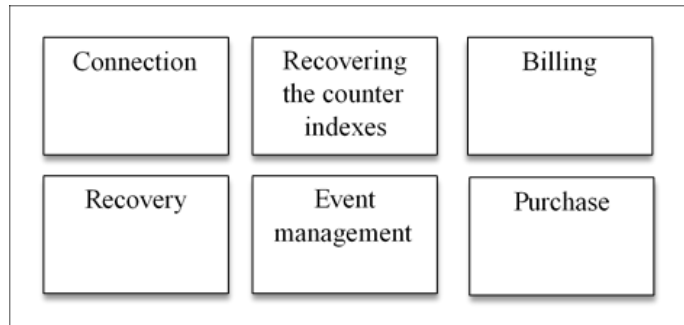 Connection
Recovering
the counter
indexes
Billing
Recovery
Event
management
Purchase